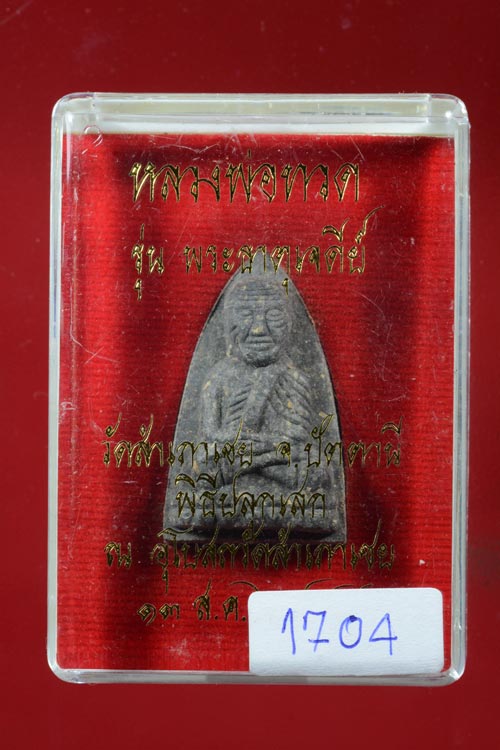 หลวงพ่อทวด
รุ่น พระธาตุเจดีย์
วัดสำเภาเชย จ.ปัตตานี
พิธีปลุกเสก
ณ อุโบสถวัดสำเภาเชย
๑๓ ส.ค.
1704